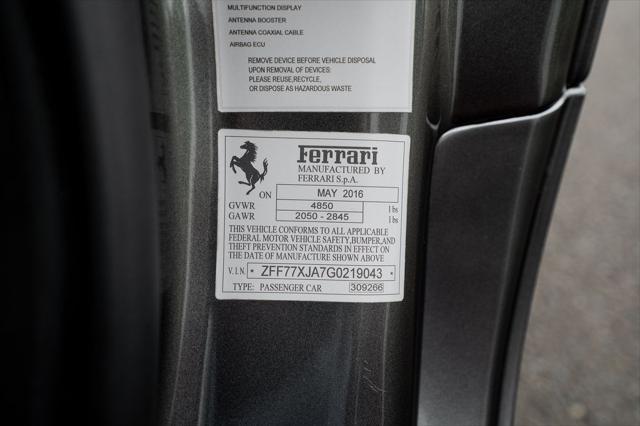 MULTIFUNCTION DISPLAY
ANTENNA BOOSTER
ANTENNA COAXIAL CABLE
AIRBAG ECU
REMOVE DEVICE BEFORE VEHICLE DISPOSAL
UPON REMOVAL OF DEVICES:
PLEASE REUSE,RECYCLE,
OR DISPOSE AS HAZARDOUS WASTE
Ferrari
MANUFACTURED BY
FERRARI S.p.A.
ON MAY 2016
GVWR 4850 lbs
GAWR 2050 - 2845 lbs
THIS VEHICLE CONFORMS TO ALL APPLICABLE
FEDERAL MOTOR VEHICLE SAFETY,BUMPER,AND
THEFT PREVENTION STANDARDS IN EFFECT ON
THE DATE OF MANUFACTURE SHOWN ABOVE
V.I.N. * ZFF77XJA7G0219043 *
TYPE: PASSENGER CAR 309266